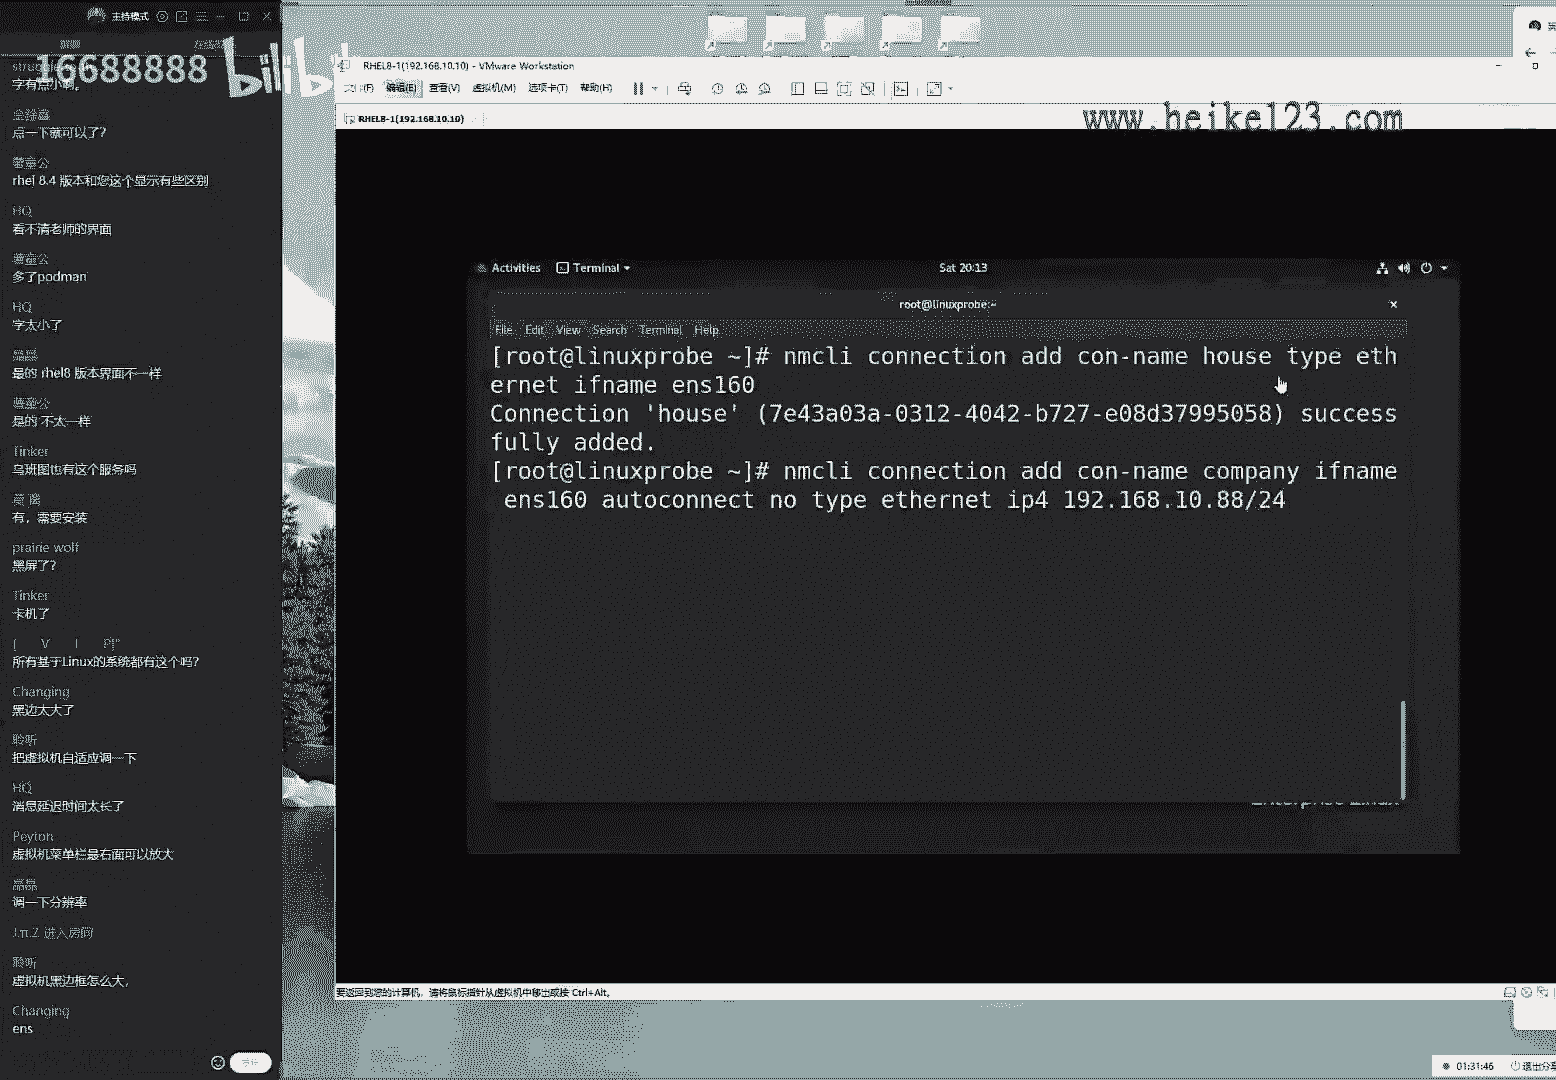 主持模式
16688888
bilibi
字有点小啊。
点一下就可以了?
rhel 8.4 版本和您这个显示有些区别
HQ
看不清老师的界面
多了podman
HQ
字太小了
是的 rhel8 版本界面不一样
是的 不太一样
Tinker
乌班图也有这个服务吗
有，需要安装
prairie wolf
黑屏了?
Tinker
卡机了
所有基于Linux的系统都有这个吗?
Changing
黑边太大了
聆听
把虚拟机自适应调一下
HQ
消息延迟时间太长了
Peyton
虚拟机菜单栏最右面可以放大
调一下分辨率
进入房间
聆听
虚拟机黑边框怎么大，
Changing
ens
RHEL8-1(192.168.10.10) - VMware Workstation
编辑(E) 查看(V) 虚拟机(M) 选项卡(T) 帮助(H)
RHEL8-1(192.168.10.10)
www.heike123.com
Activities Terminal Sat 20:13
root@linuxprobe:~
File Edit View Search Terminal Help
[root@linuxprobe ~]# nmcli connection add con-name house type eth
ernet ifname ens160
Connection 'house' (7e43a03a-0312-4042-b727-e08d37995058) success
fully added.
[root@linuxprobe ~]# nmcli connection add con-name company ifname
ens160 autoconnect no type ethernet ip4 192.168.10.88/24
要返回到您的计算机，请将鼠标指针从虚拟机中移出或按 Ctrl+Alt。
01:31:46 退出分享